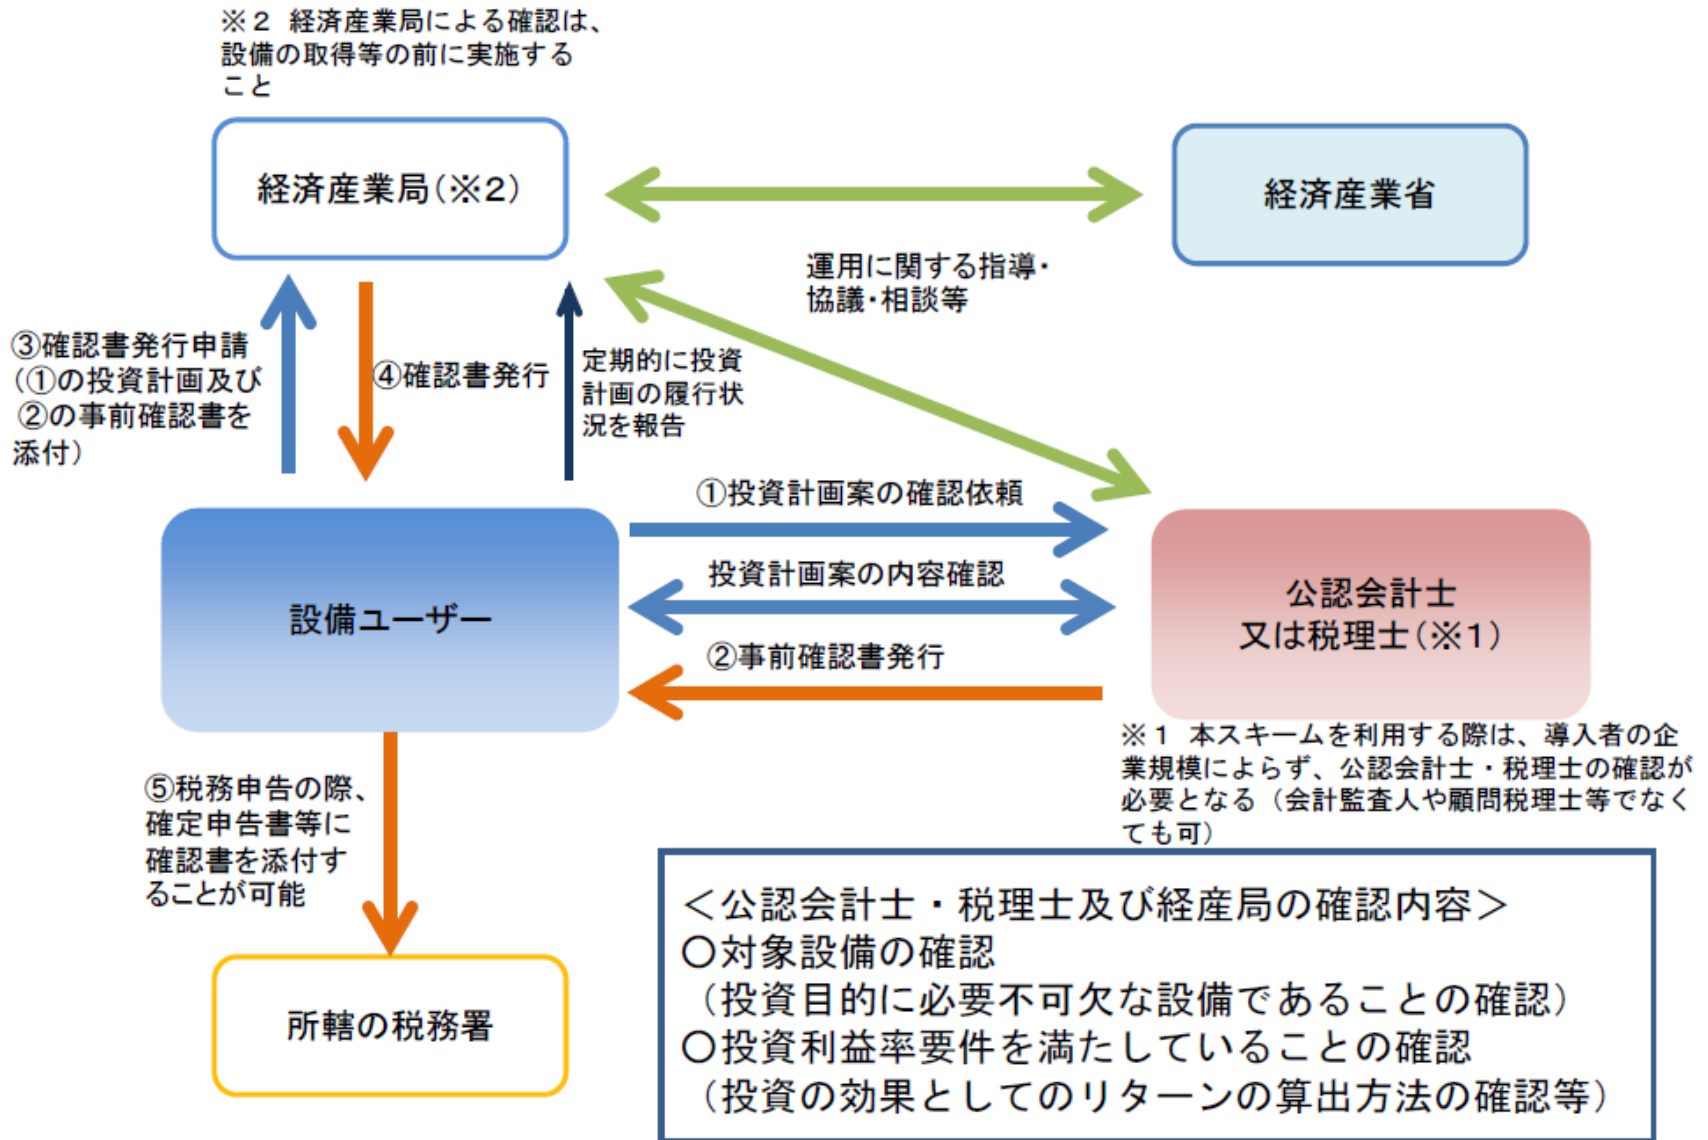 ※２ 経済産業局による確認は、
設備の取得等の前に実施する
こと
経済産業局(※2)
経済産業省
運用に関する指導・
協議・相談等
③確認書発行申請
(①の投資計画及び
②の事前確認書を
添付)
④確認書発行
定期的に投資
計画の履行状
況を報告
①投資計画案の確認依頼
投資計画案の内容確認
②事前確認書発行
設備ユーザー
公認会計士
又は税理士(※1)
※１ 本スキームを利用する際は、導入者の企
業規模によらず、公認会計士・税理士の確認が
必要となる（会計監査人や顧問税理士等でなく
ても可）
⑤税務申告の際、
確定申告書等に
確認書を添付す
ることが可能
所轄の税務署
＜公認会計士・税理士及び経産局の確認内容＞
〇対象設備の確認
（投資目的に必要不可欠な設備であることの確認）
〇投資利益率要件を満たしていることの確認
（投資の効果としてのリターンの算出方法の確認等）